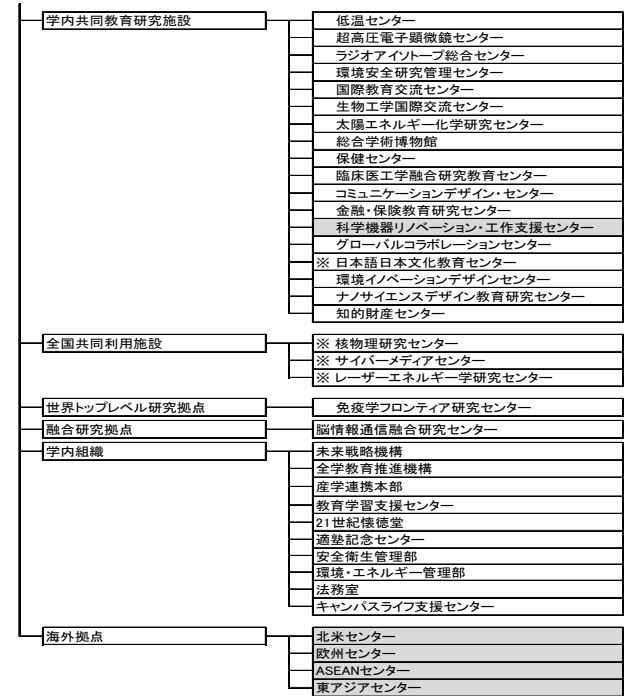 学内共同教育研究施設
低温センター
超高圧電子顕微鏡センター
ラジオアイソトープ総合センター
環境安全研究管理センター
国際教育交流センター
生物工学国際交流センター
太陽エネルギー化学研究センター
総合学術博物館
保健センター
臨床医工学融合研究教育センター
コミュニケーションデザイン・センター
金融・保険教育研究センター
科学機器リノベーション・工作支援センター
グローバルコラボレーションセンター
※ 日本語日本文化教育センター
環境イノベーションデザインセンター
ナノサイエンスデザイン教育研究センター
知的財産センター
全国共同利用施設
※ 核物理研究センター
※ サイバーメディアセンター
※ レーザーエネルギー学研究センター
世界トップレベル研究拠点
免疫学フロンティア研究センター
融合研究拠点
脳情報通信融合研究センター
学内組織
未来戦略機構
全学教育推進機構
産学連携本部
教育学習支援センター
21世紀懐徳堂
適塾記念センター
安全衛生管理部
環境・エネルギー管理部
法務室
キャンパスライフ支援センター
海外拠点
北米センター
欧州センター
ASEANセンター
東アジアセンター